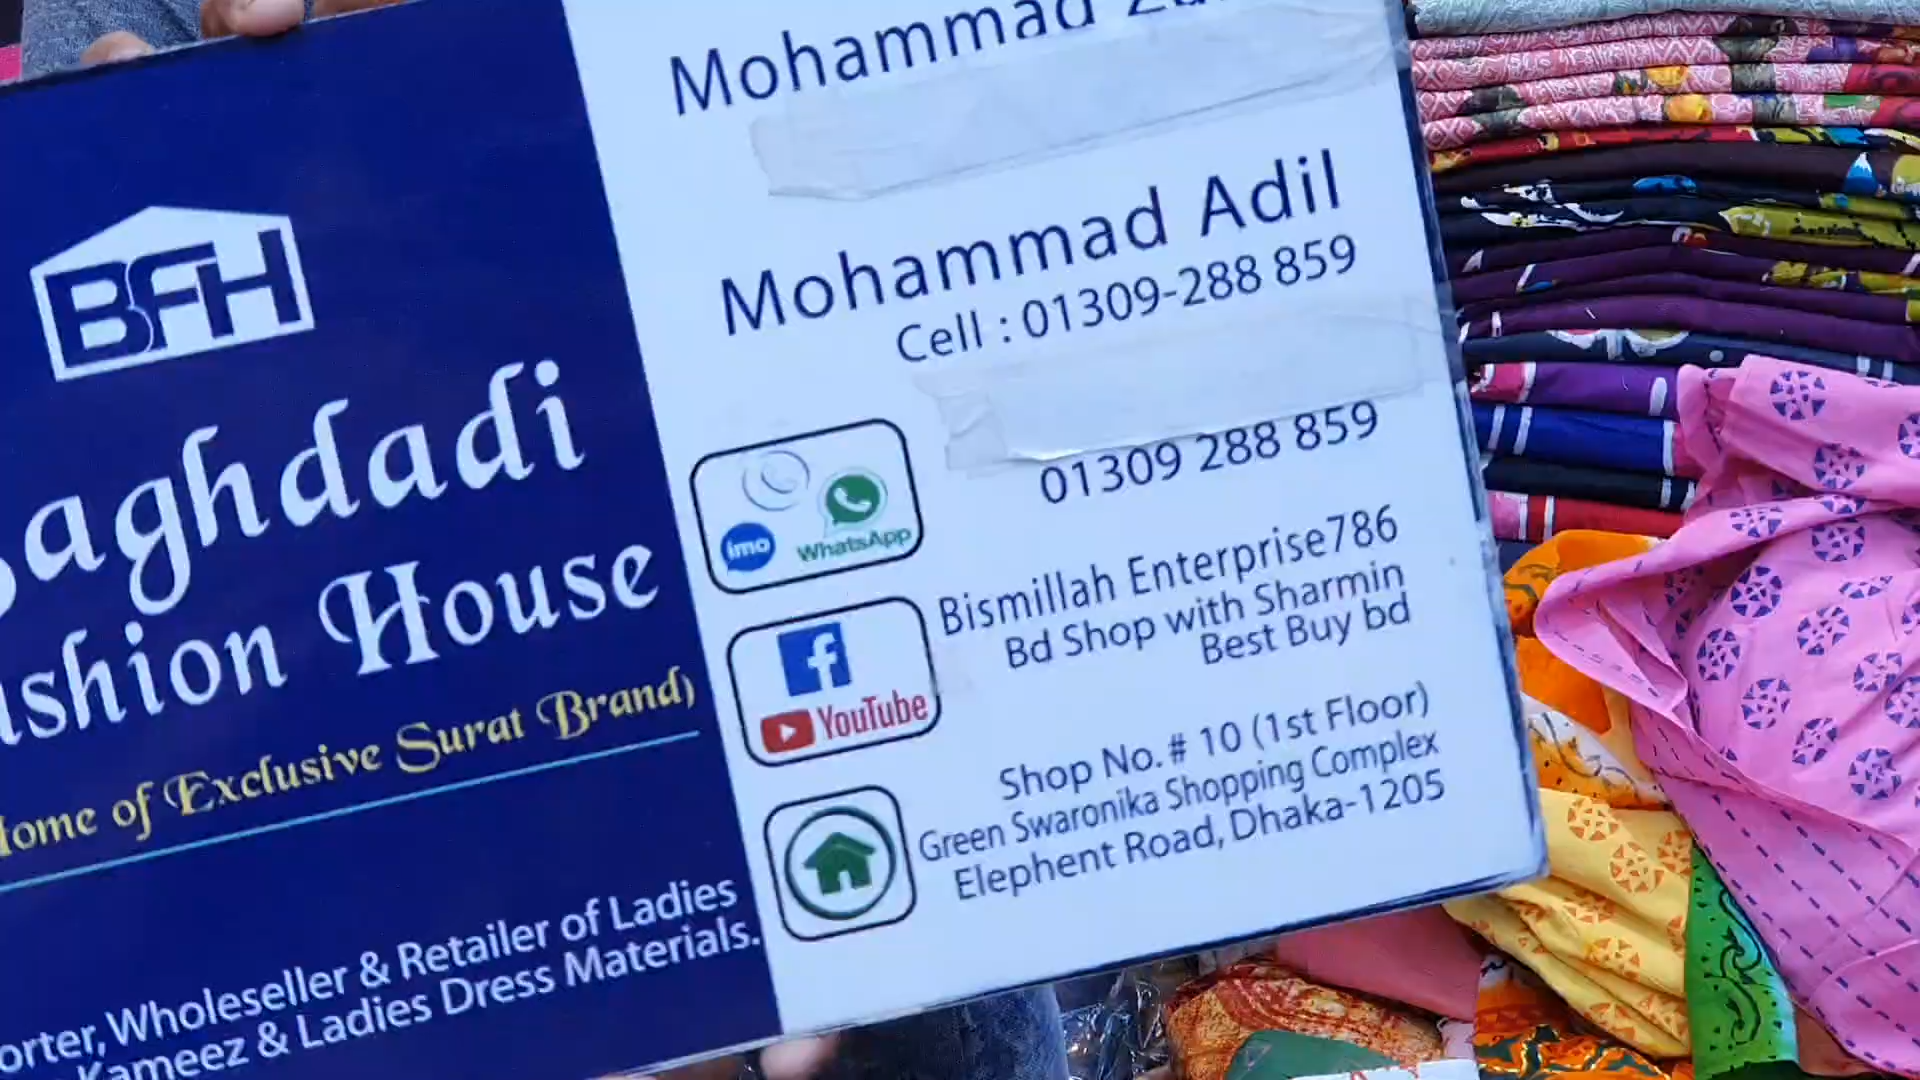 BFH
aghdadi
shion House
ome of Exclusive Surat Brand)
orter, Wholeseller & Retailer of Ladies
Kameez & Ladies Dress Materials.
Mohammad
Mohammad Adil
Cell : 01309-288 859
imo
WhatsApp
01309 288 859
f
YouTube
Bismillah Enterprise786
Bd Shop with Sharmin
Best Buy bd
Shop No. # 10 (1st Floor)
Green Swaronika Shopping Complex
Elephent Road, Dhaka-1205